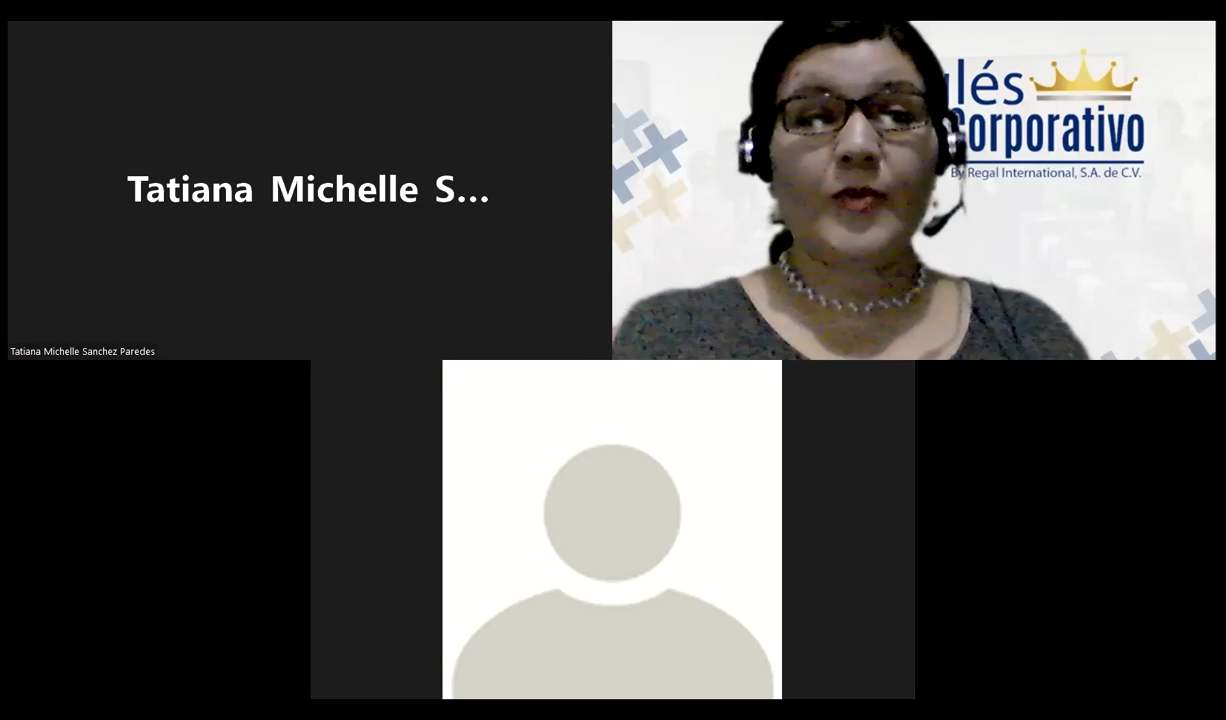 Tatiana Michelle S...
Tatiana Michelle Sanchez Paredes
lés
Corporativo
By Regal International, S.A. de C.V.